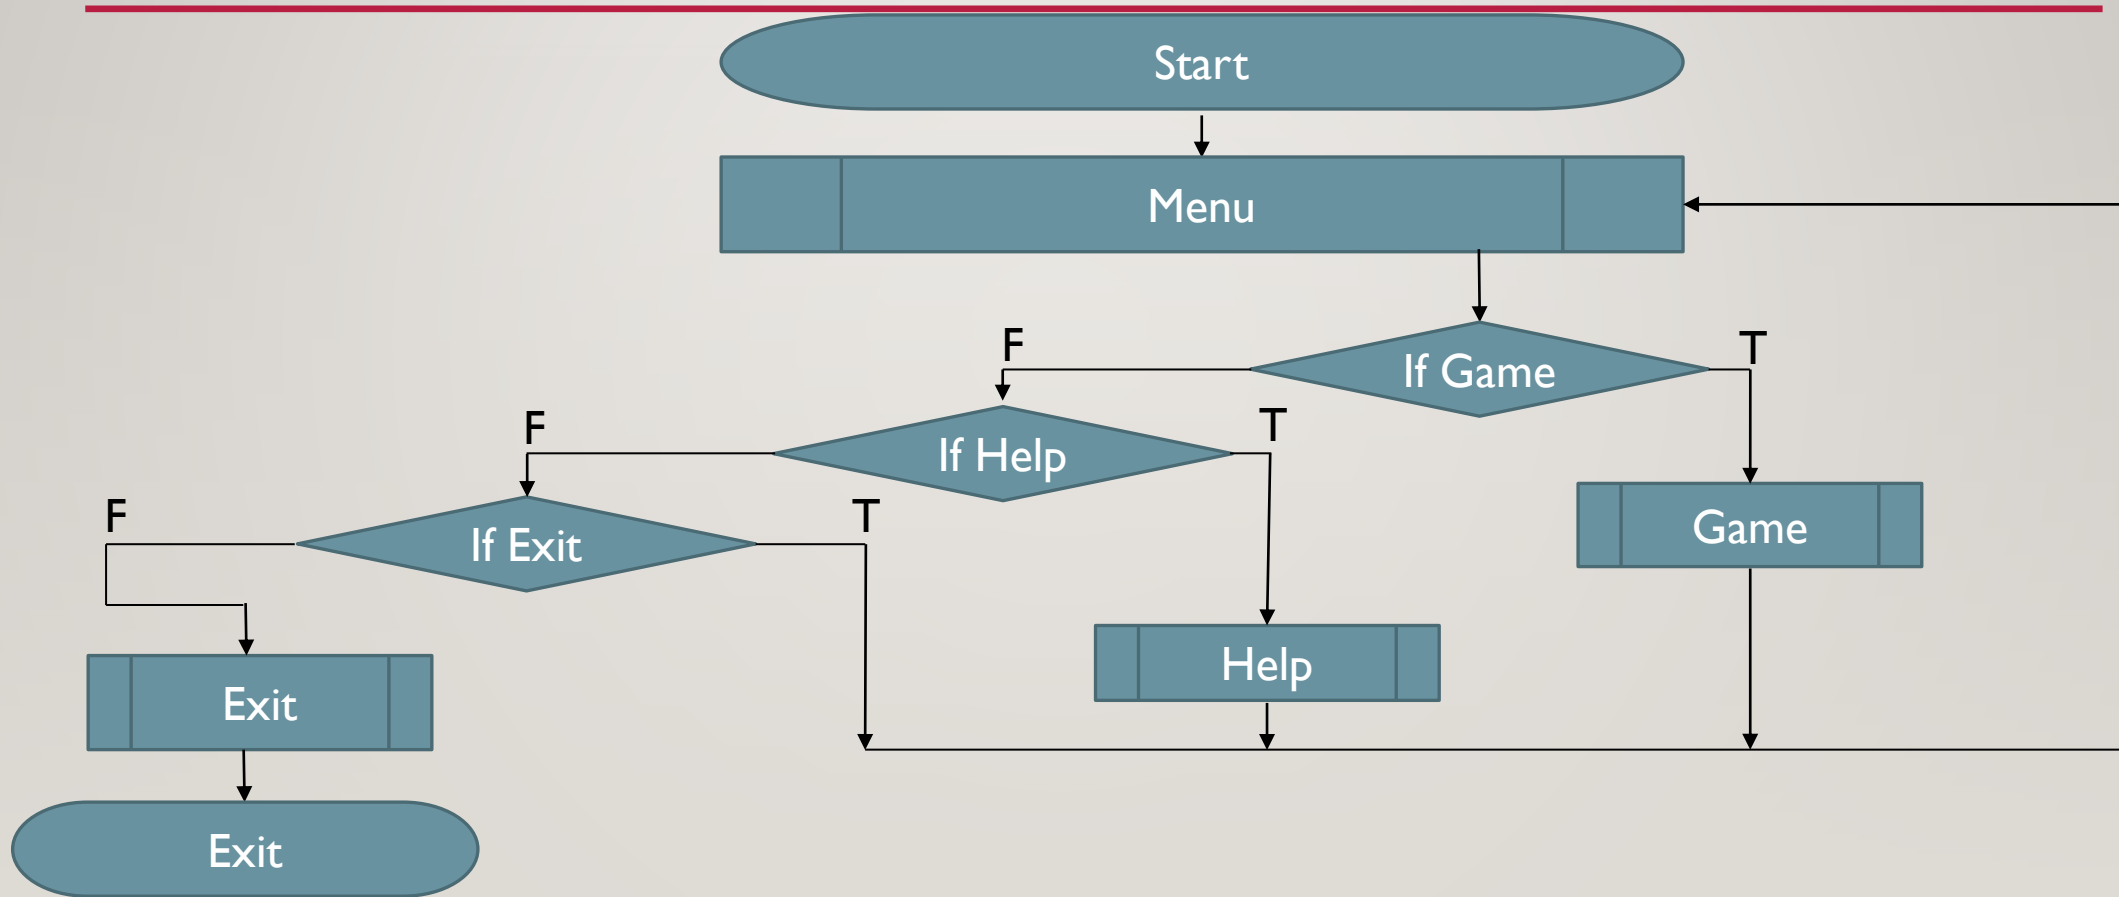 Start
Menu
If Game
F
T
If Help
F
T
If Exit
F
T
Game
Help
Exit
Exit